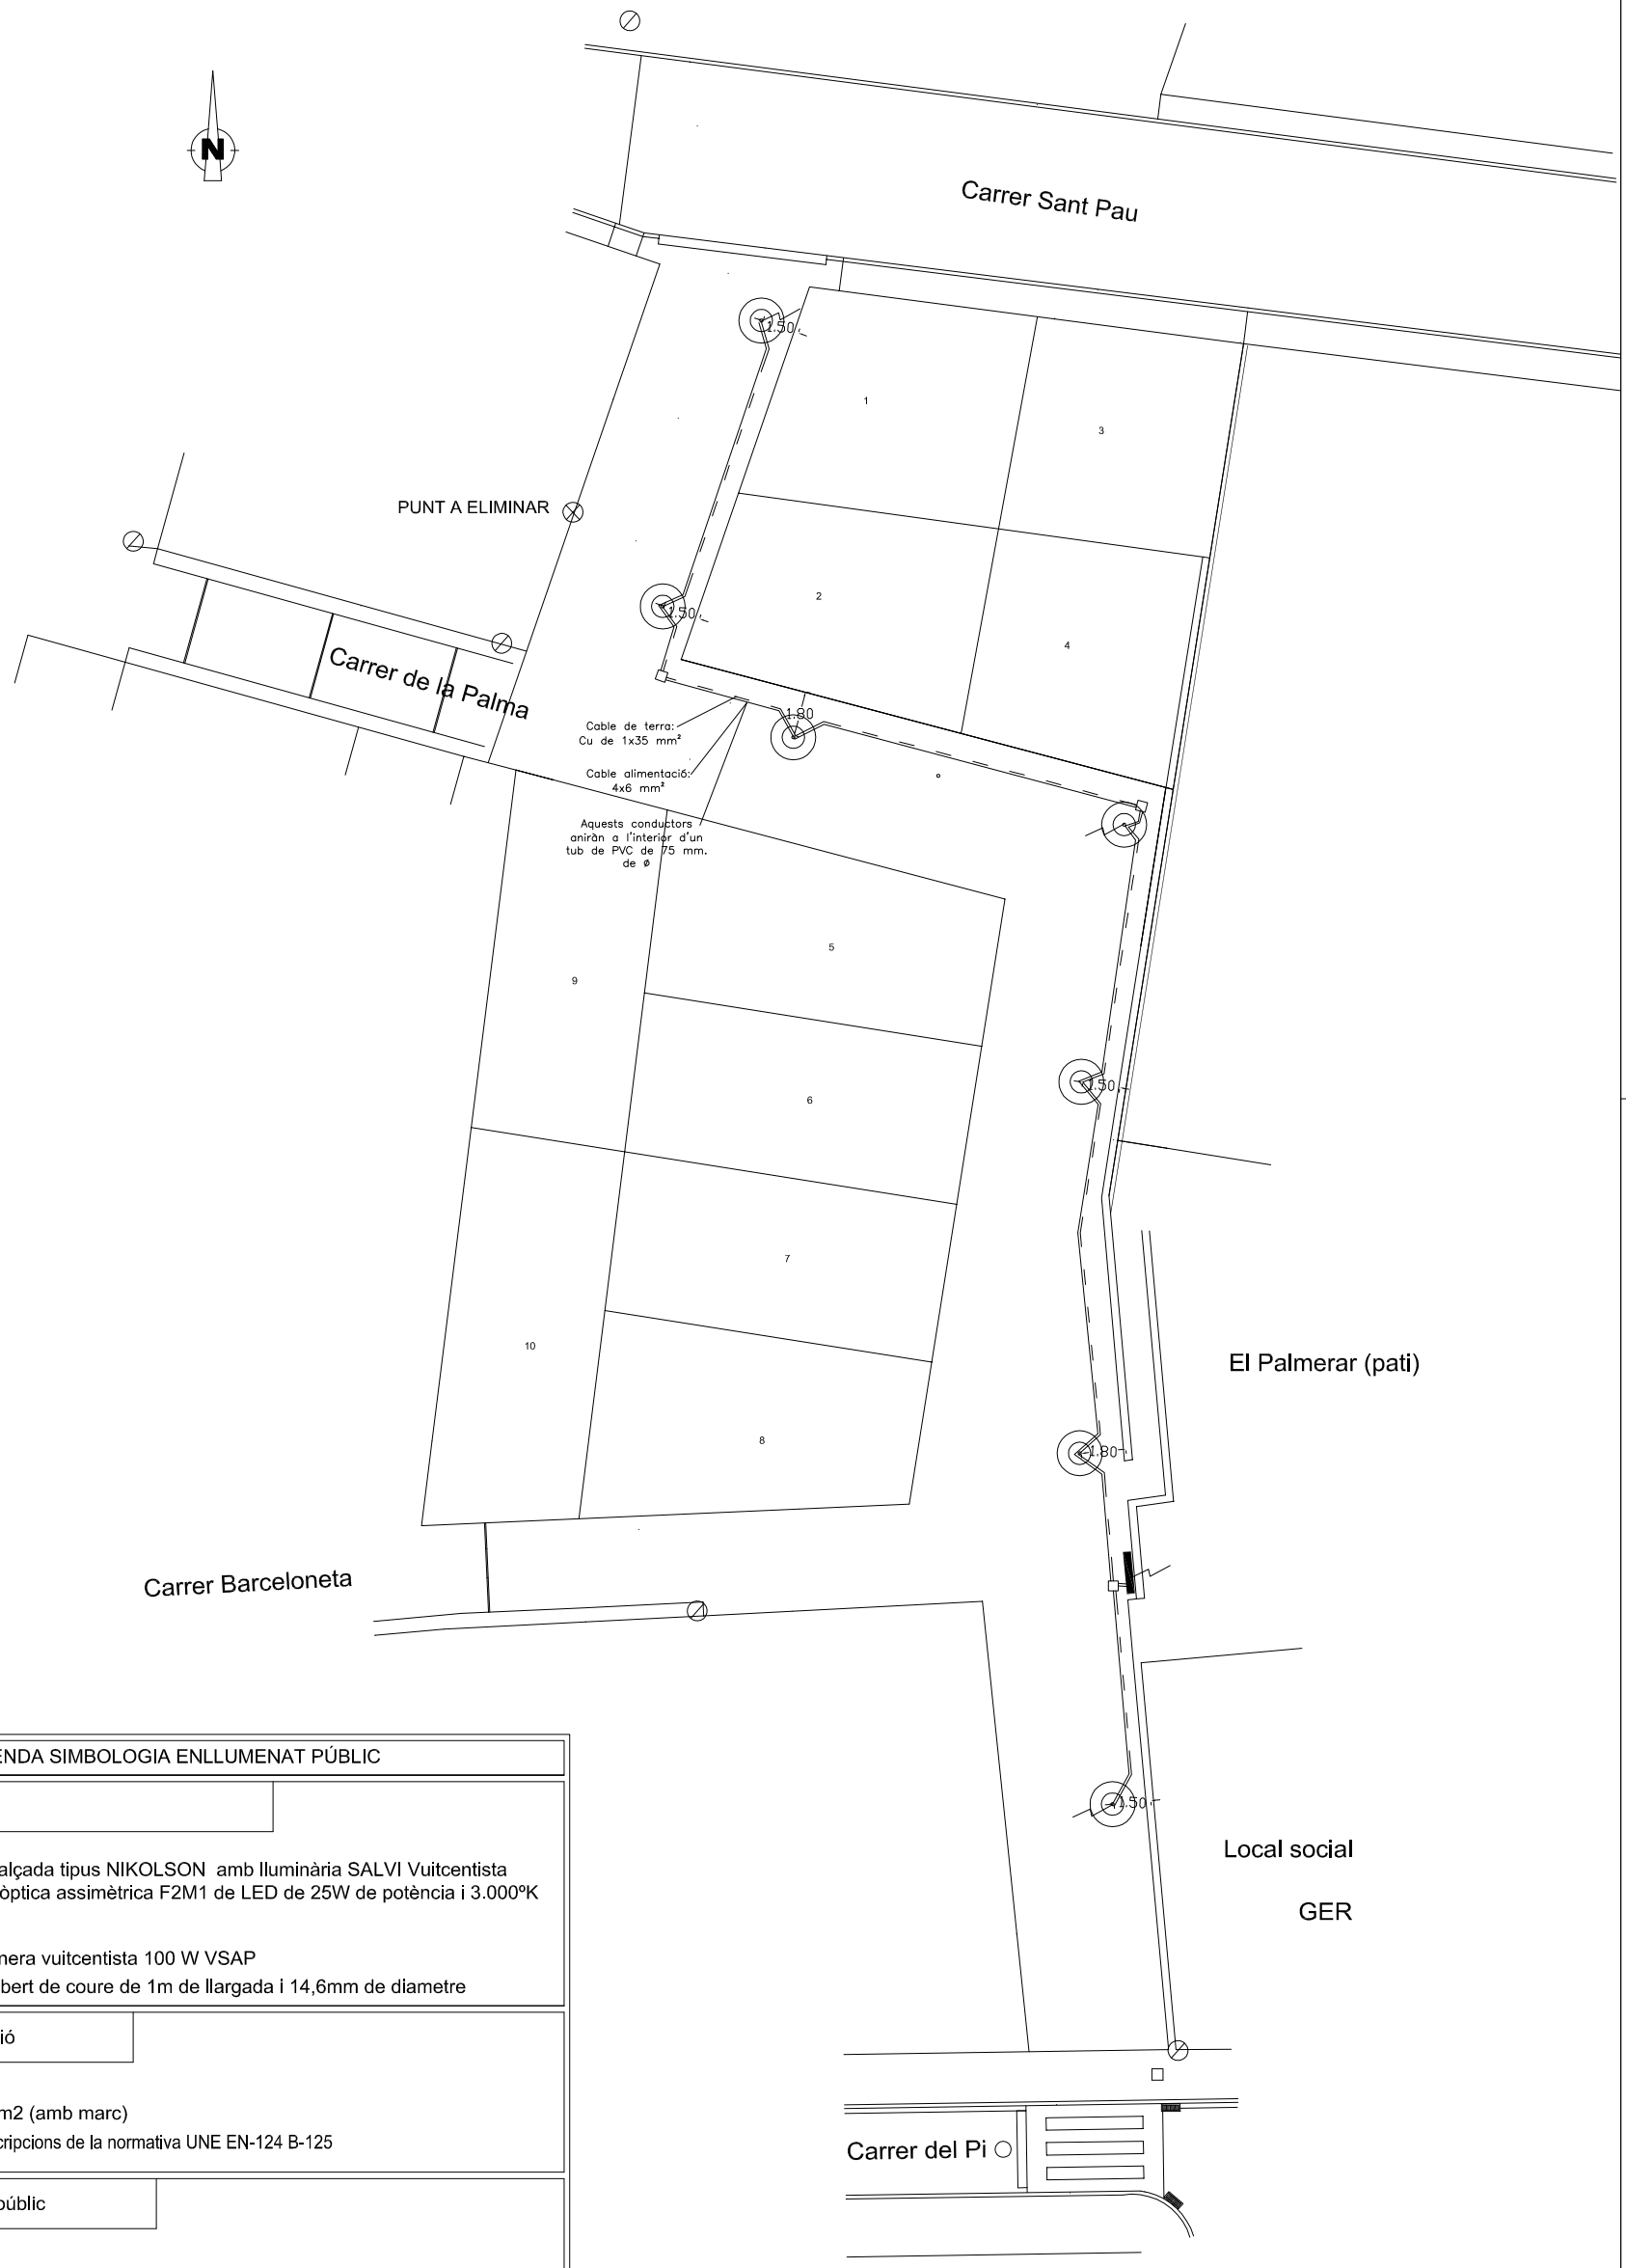 N
Carrer Sant Pau
1.50
1
3
PUNT A ELIMINAR
2
1.50
4
Carrer de la Palma
1.80
Cable de terra:
Cu de 1x35 mm²
Cable alimentació:
4x6 mm²
Aquests conductors
aniràn a l'interior d'un
tub de PVC de 75 mm.
de ø
5
9
1.50
6
7
10
El Palmerar (pati)
8
1.80
Carrer Barceloneta
ENDA SIMBOLOGIA ENLLUMENAT PÚBLIC
1.50
Local social
GER
alçada tipus NIKOLSON amb lluminària SALVI Vuitcentista
òptica assimètrica F2M1 de LED de 25W de potència i 3.000ºK
nera vuitcentista 100 W VSAP
bert de coure de 1m de llargada i 14,6mm de diametre
ió
m2 (amb marc)
cripcions de la normativa UNE EN-124 B-125
Carrer del Pi
públic